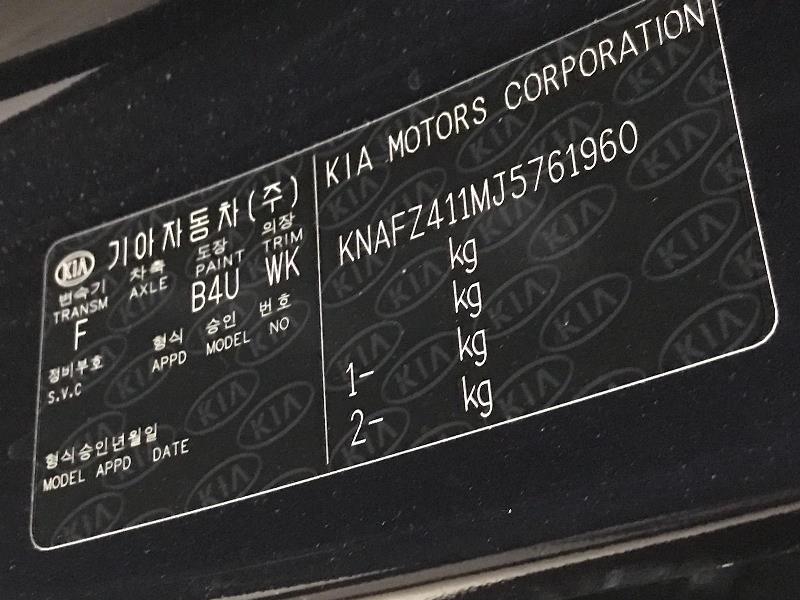 KIA 기아자동차(주)
변속기 차축 도장 의장
TRANSM AXLE PAINT TRIM
F B4U WK
정비부호 형식 승인 번호
S.V.C APPD MODEL NO
형식승인년월일
MODEL APPD DATE
KIA MOTORS CORPORATION
KNAFZ411MJ5761960
kg
kg
1- kg
2- kg